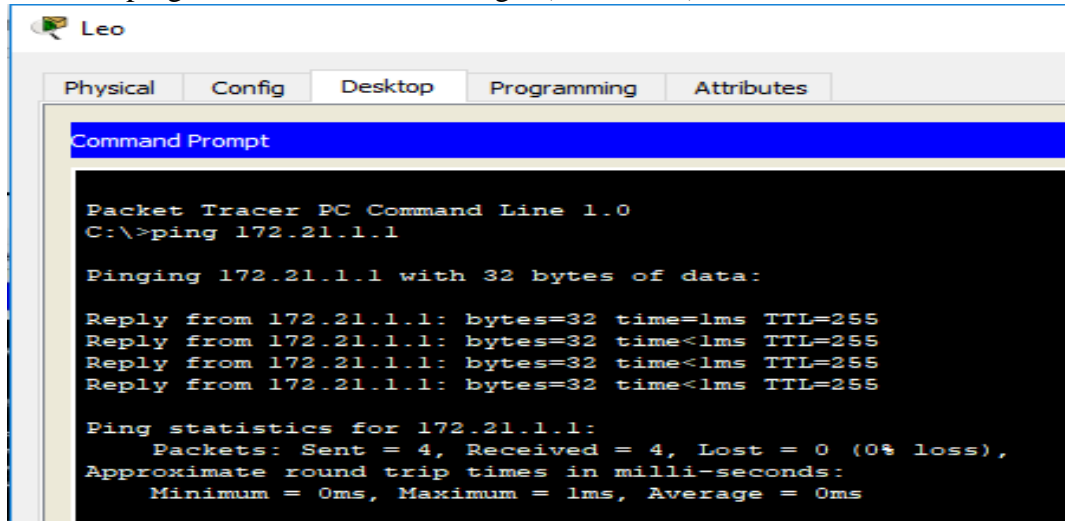 Leo
Physical Config Desktop Programming Attributes
Command Prompt
Packet Tracer PC Command Line 1.0
C:\>ping 172.21.1.1
Pinging 172.21.1.1 with 32 bytes of data:
Reply from 172.21.1.1: bytes=32 time=1ms TTL=255
Reply from 172.21.1.1: bytes=32 time<1ms TTL=255
Reply from 172.21.1.1: bytes=32 time<1ms TTL=255
Reply from 172.21.1.1: bytes=32 time<1ms TTL=255
Ping statistics for 172.21.1.1:
Packets: Sent = 4, Received = 4, Lost = 0 (0% loss),
Approximate round trip times in milli-seconds:
Minimum = 0ms, Maximum = 1ms, Average = 0ms